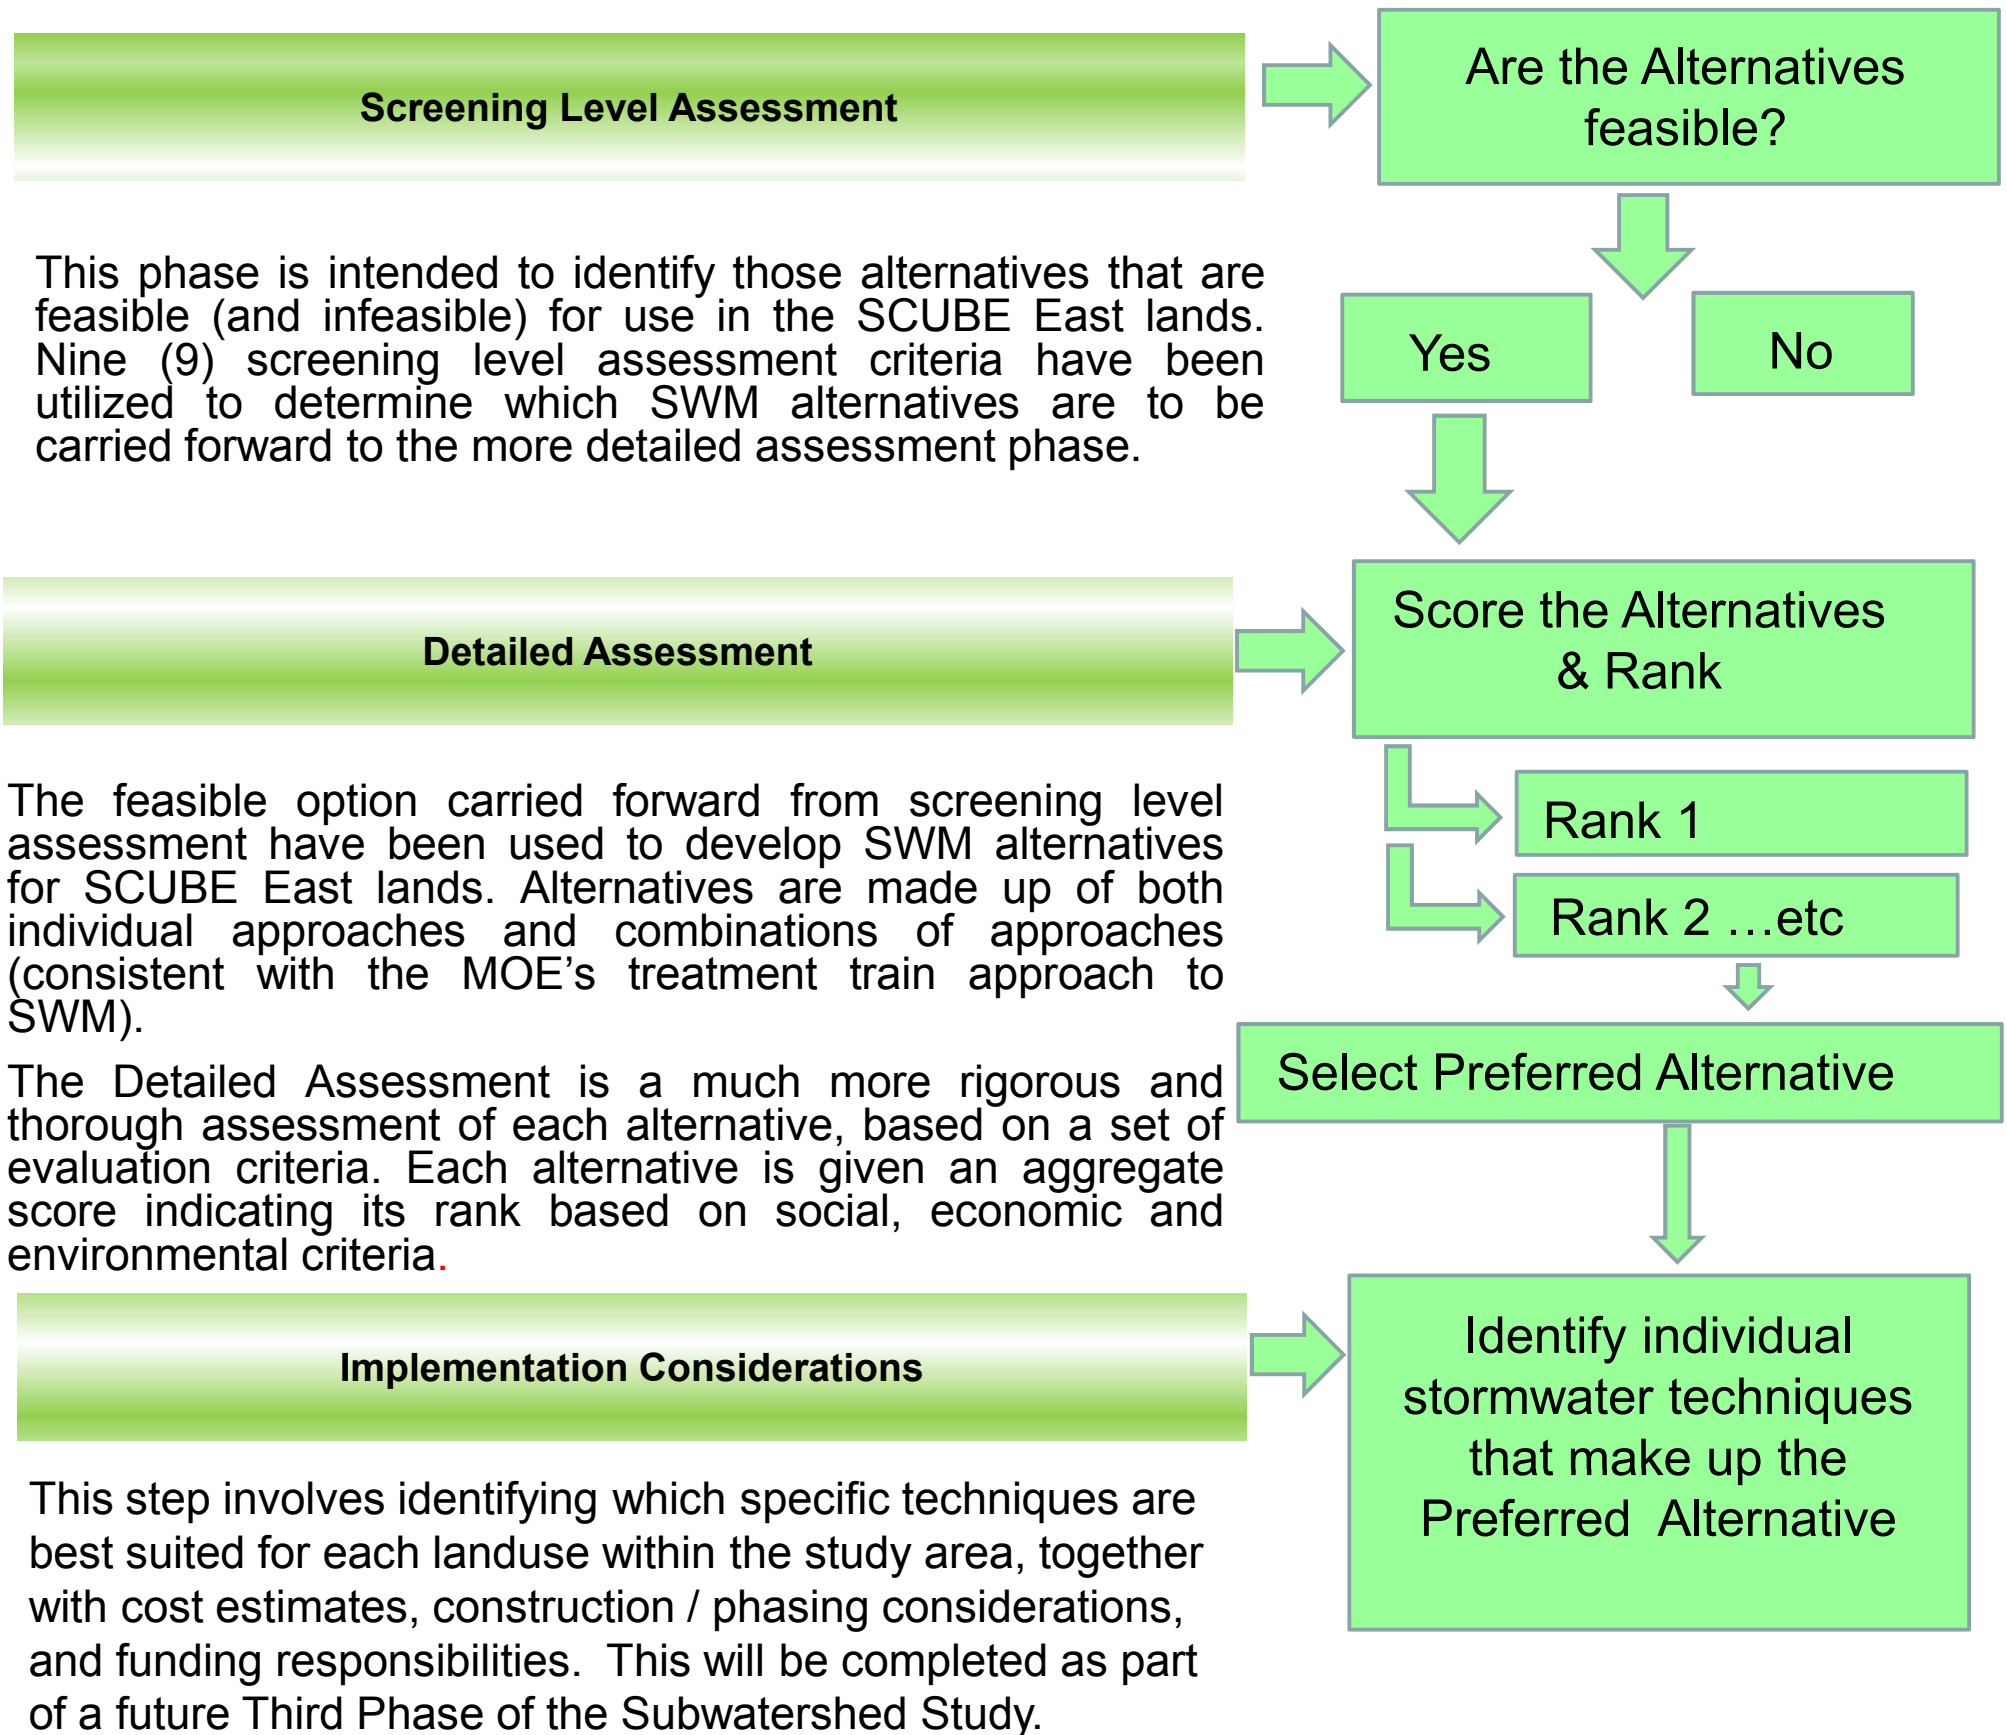 Screening Level Assessment
Are the Alternatives
feasible?
This phase is intended to identify those alternatives that are
feasible (and infeasible) for use in the SCUBE East lands.
Nine (9) screening level assessment criteria have been
utilized to determine which SWM alternatives are to be
carried forward to the more detailed assessment phase.
Yes
No
Detailed Assessment
Score the Alternatives
& Rank
Rank 1
Rank 2 …etc
The feasible option carried forward from screening level
assessment have been used to develop SWM alternatives
for SCUBE East lands. Alternatives are made up of both
individual approaches and combinations of approaches
(consistent with the MOE's treatment train approach to
SWM).
Select Preferred Alternative
The Detailed Assessment is a much more rigorous and
thorough assessment of each alternative, based on a set of
evaluation criteria. Each alternative is given an aggregate
score indicating its rank based on social, economic and
environmental criteria.
Implementation Considerations
Identify individual
stormwater techniques
that make up the
Preferred  Alternative
This step involves identifying which specific techniques are
best suited for each landuse within the study area, together
with cost estimates, construction / phasing considerations,
and funding responsibilities.  This will be completed as part
of a future Third Phase of the Subwatershed Study.